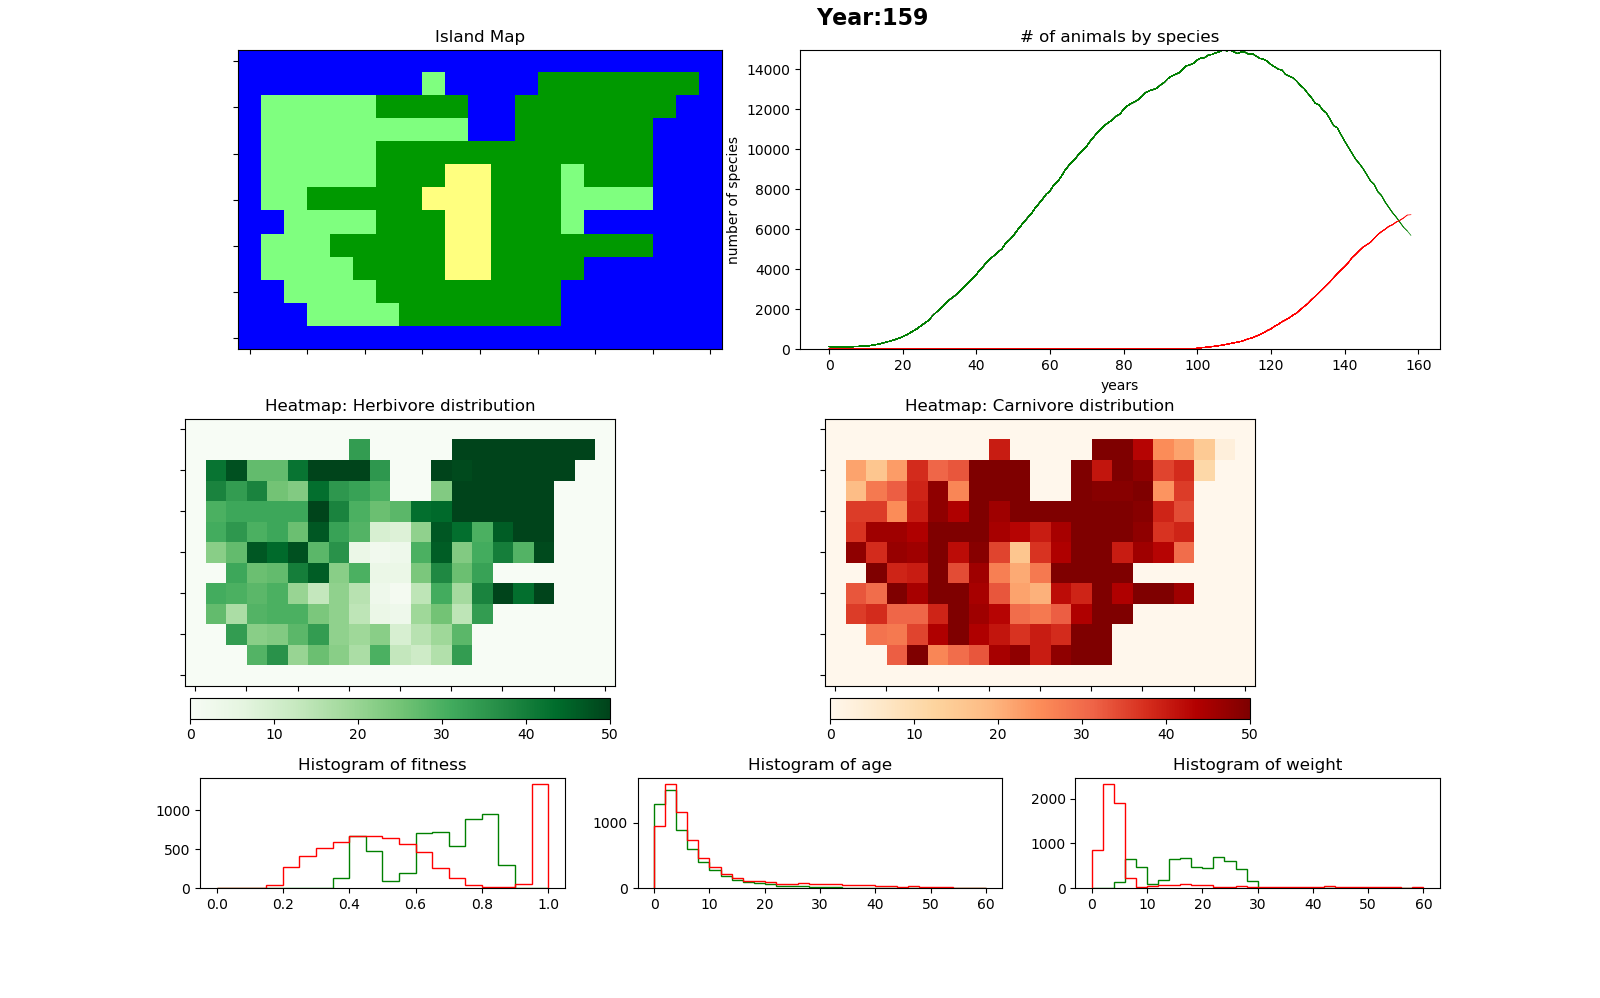 Year:159
Island Map
# of animals by species
number of species
14000
12000
10000
8000
6000
4000
2000
0
0 20 40 60 80 100 120 140 160
years
Heatmap: Herbivore distribution
Heatmap: Carnivore distribution
0 10 20 30 40 50
0 10 20 30 40 50
Histogram of fitness
1000
500
0
0.0 0.2 0.4 0.6 0.8 1.0
Histogram of age
1000
0
0 10 20 30 40 50 60
Histogram of weight
2000
1000
0
0 10 20 30 40 50 60